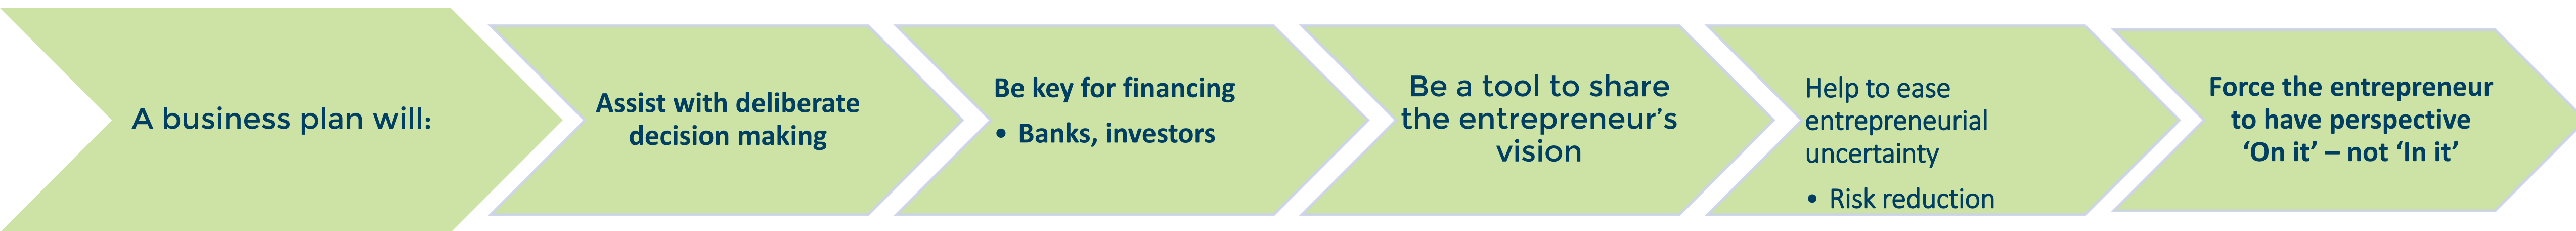 A business plan will:
Assist with deliberate
decision making
Be key for financing
• Banks, investors
Be a tool to share
the entrepreneur’s
vision
Help to ease
entrepreneurial
uncertainty
• Risk reduction
Force the entrepreneur
to have perspective
‘On it’ – not ‘In it’